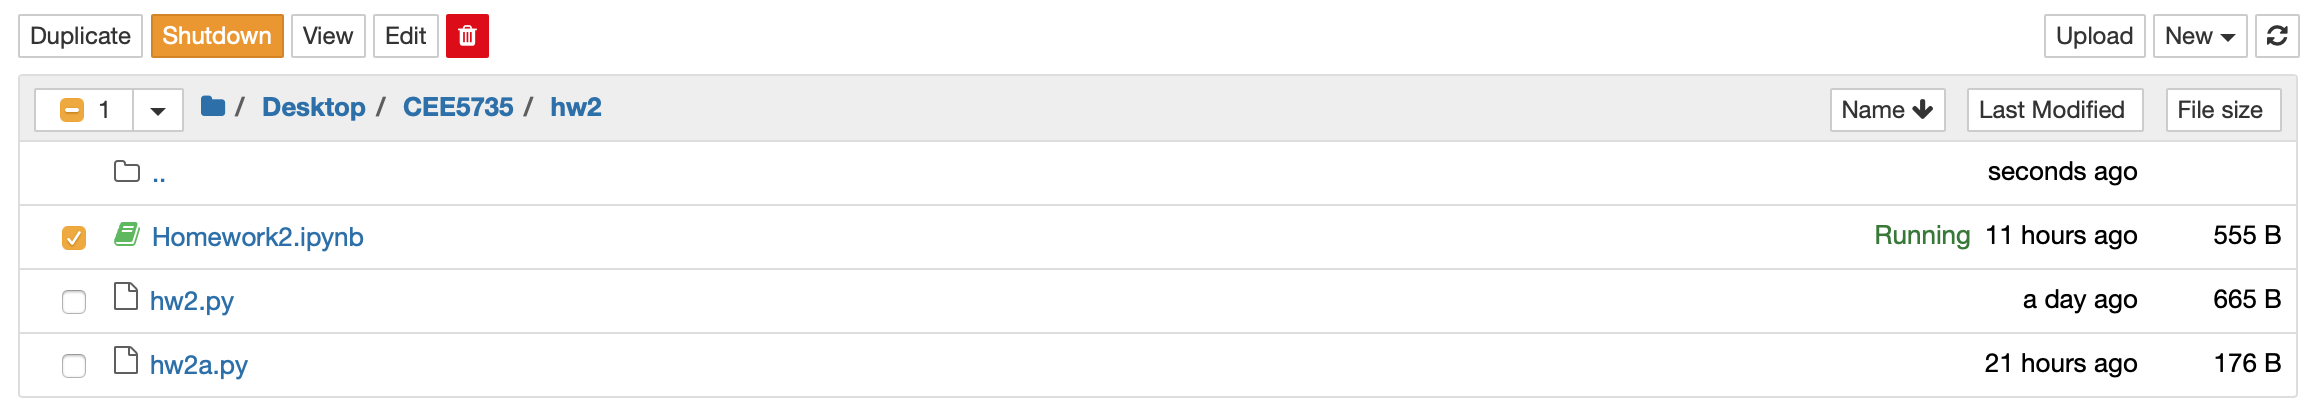 Duplicate Shutdown View Edit Upload New
1 / Desktop / CEE5735 / hw2 Name Last Modified File size
.. seconds ago
Homework2.ipynb Running 11 hours ago 555 B
hw2.py a day ago 665 B
hw2a.py 21 hours ago 176 B